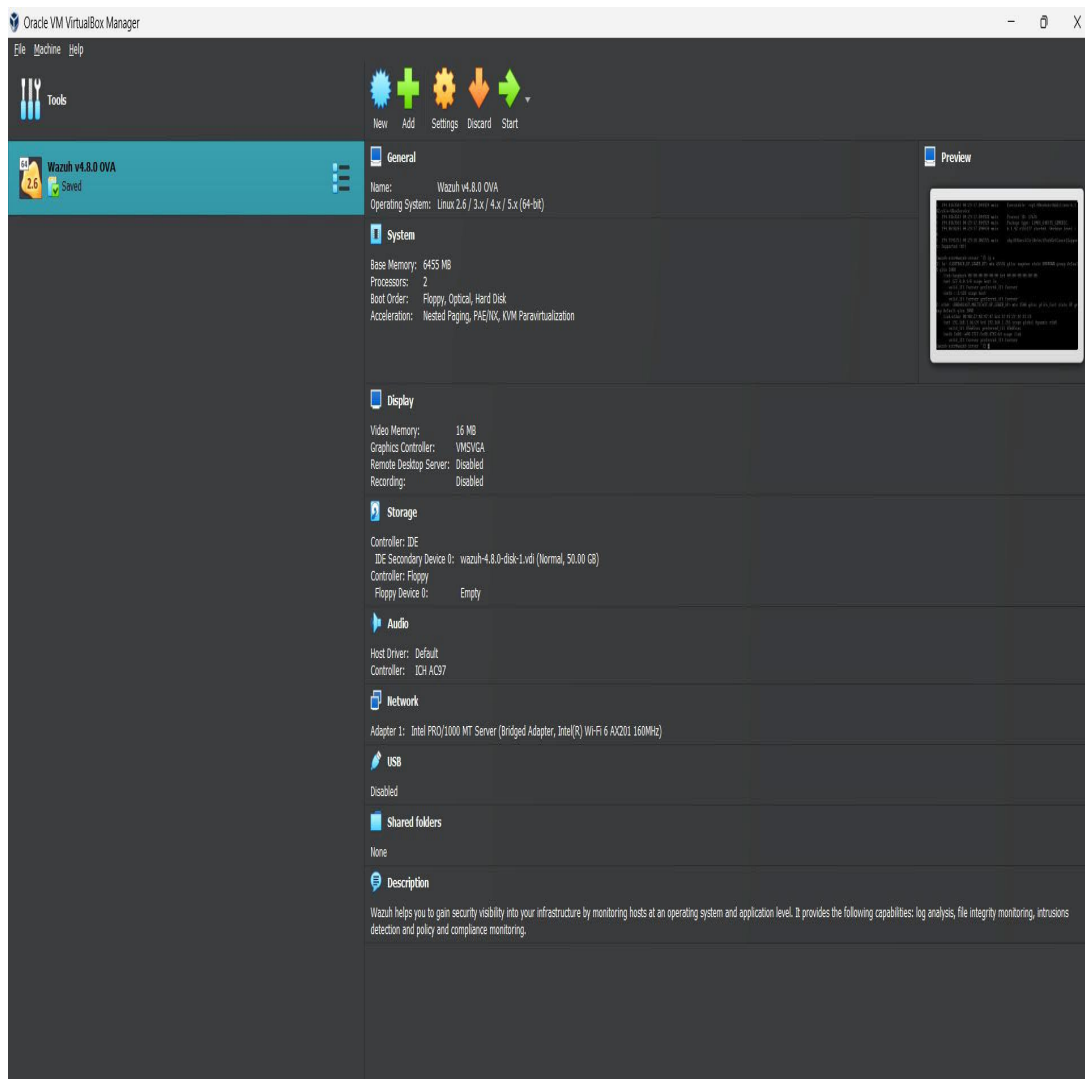 Oracle VM VirtualBox Manager
File Machine Help
Tools
New Add Settings Discard Start
64
2.6
Wazuh v4.8.0 OVA
Saved
General
Name: Wazuh v4.8.0 OVA
Operating System: Linux 2.6 / 3.x / 4.x / 5.x (64-bit)
Preview
System
Base Memory: 6455 MB
Processors: 2
Boot Order: Floppy, Optical, Hard Disk
Acceleration: Nested Paging, PAE/NX, KVM Paravirtualization
Display
Video Memory: 16 MB
Graphics Controller: VMSVGA
Remote Desktop Server: Disabled
Recording: Disabled
Storage
Controller: IDE
IDE Secondary Device 0: wazuh-4.8.0-disk-1.vdi (Normal, 50.00 GB)
Controller: Floppy
Floppy Device 0: Empty
Audio
Host Driver: Default
Controller: ICH AC97
Network
Adapter 1: Intel PRO/1000 MT Server (Bridged Adapter, Intel(R) Wi-Fi 6 AX201 160MHz)
USB
Disabled
Shared folders
None
Description
Wazuh helps you to gain security visibility into your infrastructure by monitoring hosts at an operating system and application level. It provides the following capabilities: log analysis, file integrity monitoring, intrusions
detection and policy and compliance monitoring.